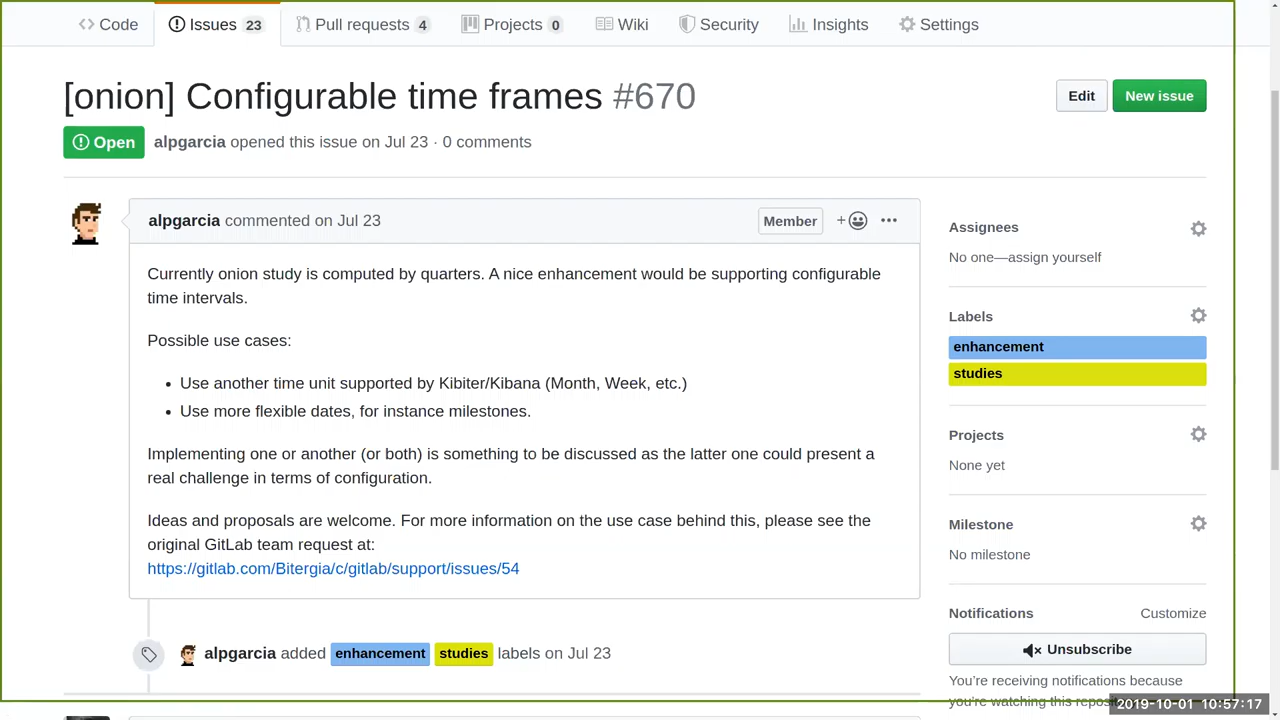 Code Issues 23 Pull requests 4 Projects 0 Wiki Security Insights Settings
[onion] Configurable time frames #670
Edit New issue
Open alpgarcia opened this issue on Jul 23 · 0 comments
alpgarcia commented on Jul 23 Member
Currently onion study is computed by quarters. A nice enhancement would be supporting configurable
time intervals.
Possible use cases:
• Use another time unit supported by Kibiter/Kibana (Month, Week, etc.)
• Use more flexible dates, for instance milestones.
Implementing one or another (or both) is something to be discussed as the latter one could present a
real challenge in terms of configuration.
Ideas and proposals are welcome. For more information on the use case behind this, please see the
original GitLab team request at:
https://gitlab.com/Bitergia/c/gitlab/support/issues/54
alpgarcia added enhancement studies labels on Jul 23
Assignees
No one—assign yourself
Labels
enhancement
studies
Projects
None yet
Milestone
No milestone
Notifications Customize
Unsubscribe
You're receiving notifications because
you're watching this
2019-10-01 10:57:17